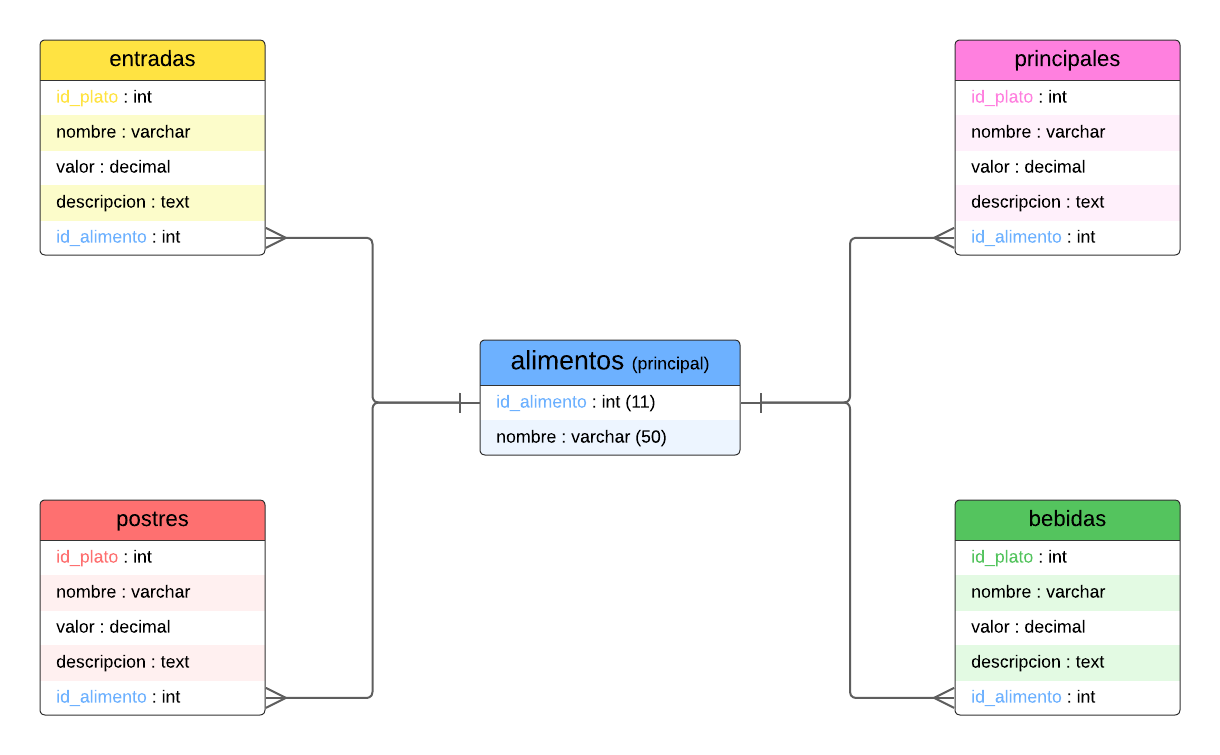 entradas
id_plato : int
nombre : varchar
valor : decimal
descripcion : text
id_alimento : int
principales
id_plato : int
nombre : varchar
valor : decimal
descripcion : text
id_alimento : int
alimentos (principal)
id_alimento : int (11)
nombre : varchar (50)
postres
id_plato : int
nombre : varchar
valor : decimal
descripcion : text
id_alimento : int
bebidas
id_plato : int
nombre : varchar
valor : decimal
descripcion : text
id_alimento : int